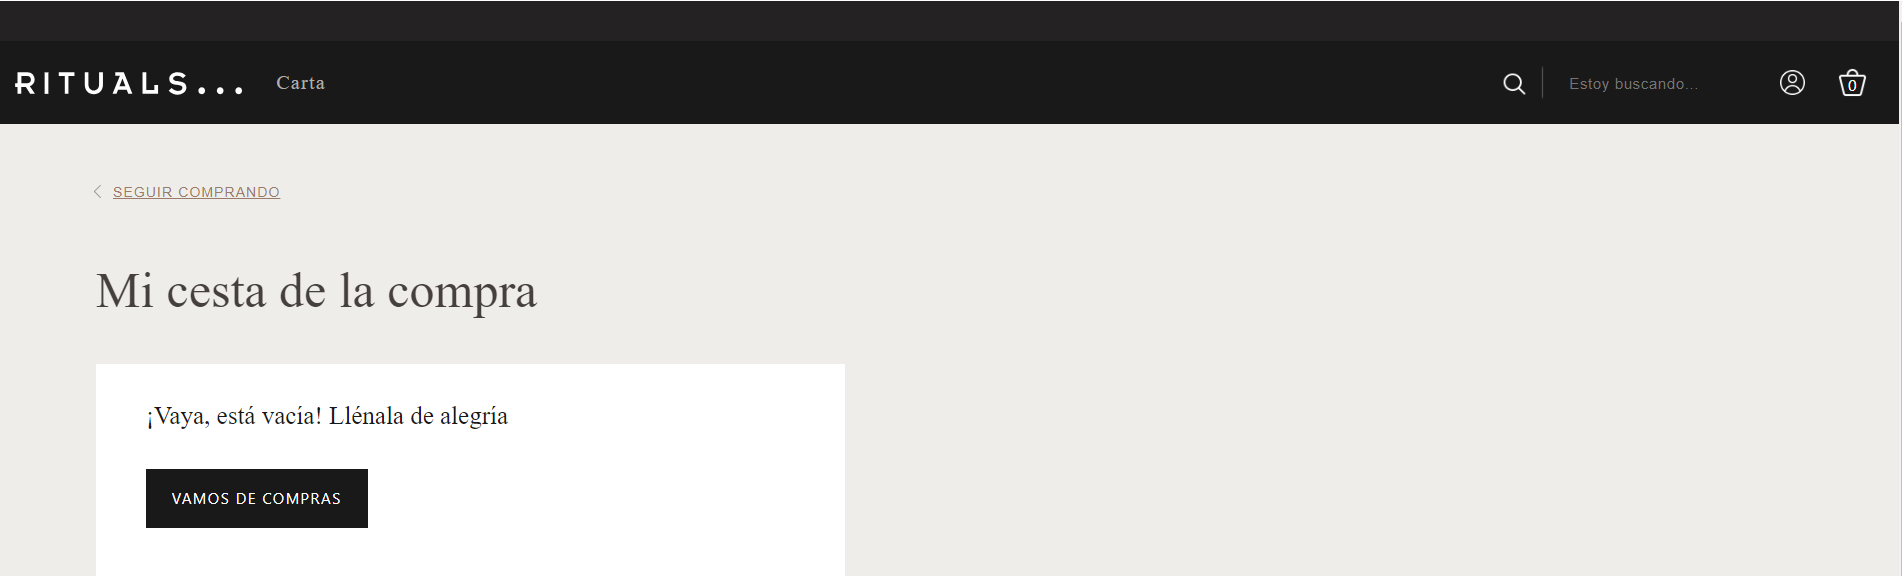 RITUALS... Carta Estoy buscando... 0
SEGUIR COMPRANDO
Mi cesta de la compra
¡Vaya, está vacía! Llénala de alegría
VAMOS DE COMPRAS